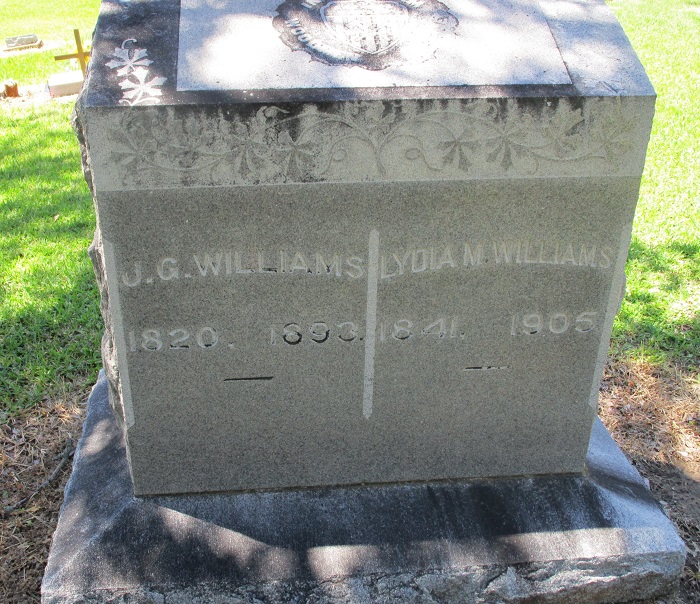 J. G. WILLIAMS
1820. 1893.
LYDIA M. WILLIAMS
1841. 1905.